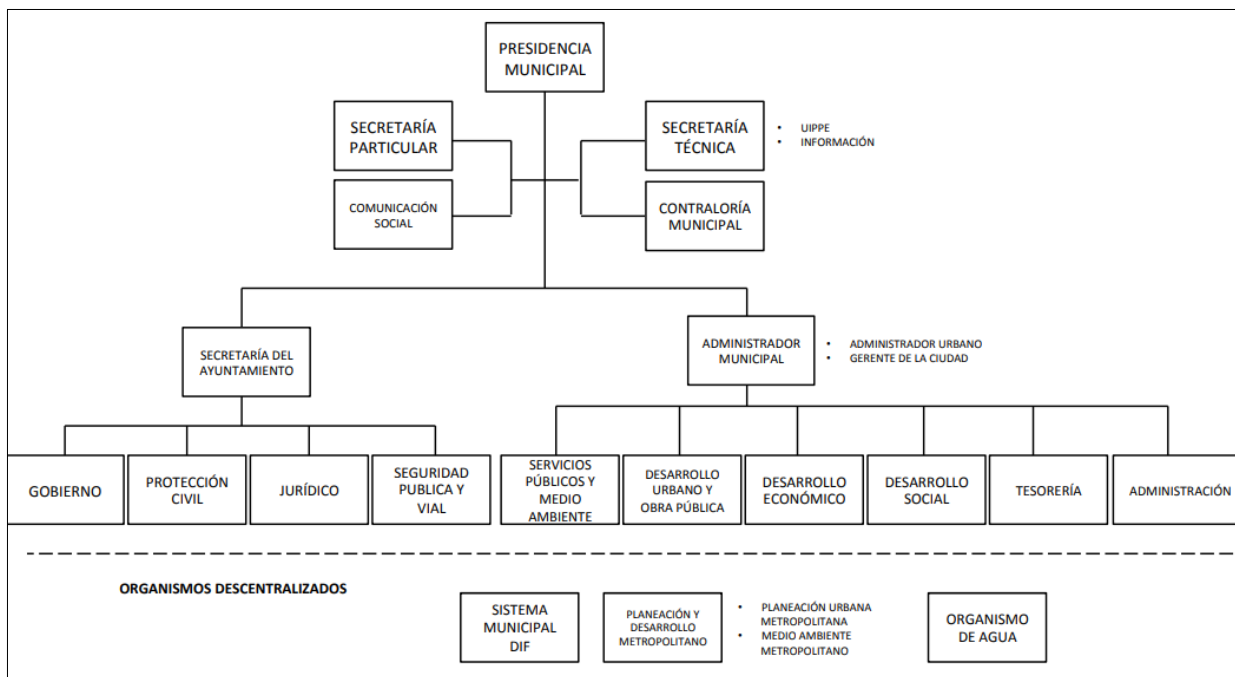 PRESIDENCIA
MUNICIPAL
SECRETARÍA
PARTICULAR
SECRETARÍA
TÉCNICA
• UIPPE
• INFORMACIÓN
COMUNICACIÓN
SOCIAL
CONTRALORÍA
MUNICIPAL
SECRETARÍA DEL
AYUNTAMIENTO
ADMINISTRADOR
MUNICIPAL
• ADMINISTRADOR URBANO
• GERENTE DE LA CIUDAD
GOBIERNO
PROTECCIÓN
CIVIL
JURÍDICO
SEGURIDAD
PUBLICA Y
VIAL
SERVICIOS
PÚBLICOS Y
MEDIO
AMBIENTE
DESARROLLO
URBANO Y
OBRA PÚBLICA
DESARROLLO
ECONÓMICO
DESARROLLO
SOCIAL
TESORERÍA
ADMINISTRACIÓN
ORGANISMOS DESCENTRALIZADOS
SISTEMA
MUNICIPAL
DIF
PLANEACIÓN Y
DESARROLLO
METROPOLITANO
• PLANEACIÓN URBANA
METROPOLITANA
• MEDIO AMBIENTE
METROPOLITANO
ORGANISMO
DE AGUA